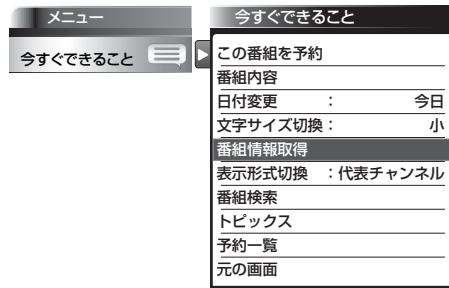 メニュー
今すぐできること
今すぐできること
この番組を予約
番組内容
日付変更 : 今日
文字サイズ切換 : 小
番組情報取得
表示形式切換 : 代表チャンネル
番組検索
トピックス
予約一覧
元の画面